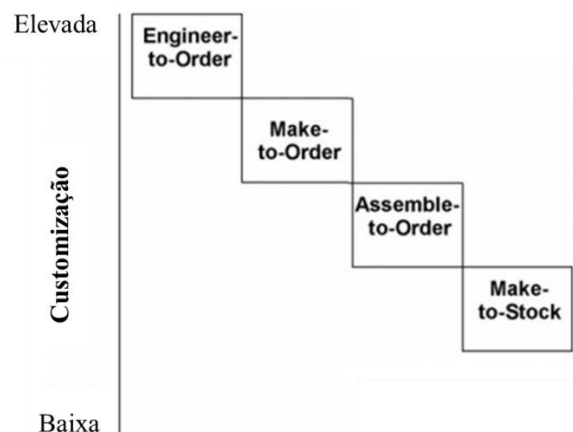 Elevada
Engineer-
to-Order
Make-
to-Order
Assemble-
to-Order
Make-
to-Stock
Customização
Baixa